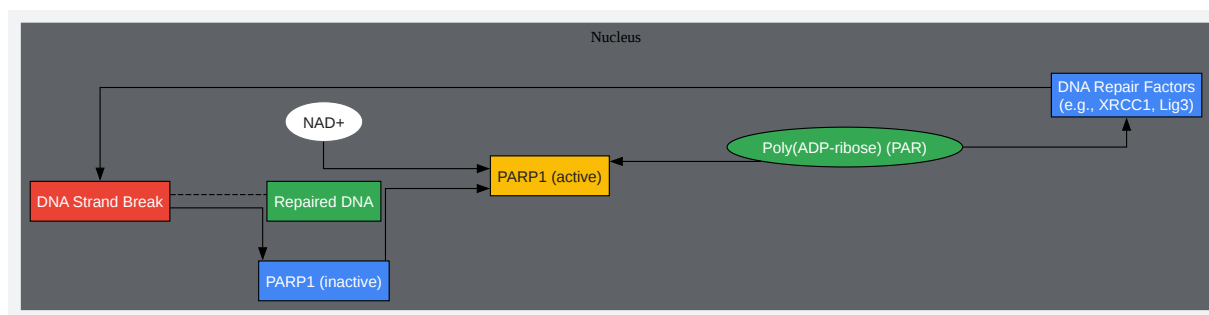 Nucleus
DNA Repair Factors
(e.g., XRCC1, Lig3)
NAD+
Poly(ADP-ribose) (PAR)
PARP1 (active)
DNA Strand Break
Repaired DNA
PARP1 (inactive)